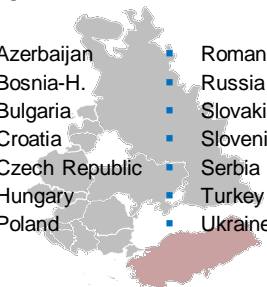 Azerbaijan
Bosnia-H.
Bulgaria
Croatia
Czech Republic
Hungary
Poland
Roman
Russia
Slovaki
Sloveni
Serbia
Turkey
Ukraine